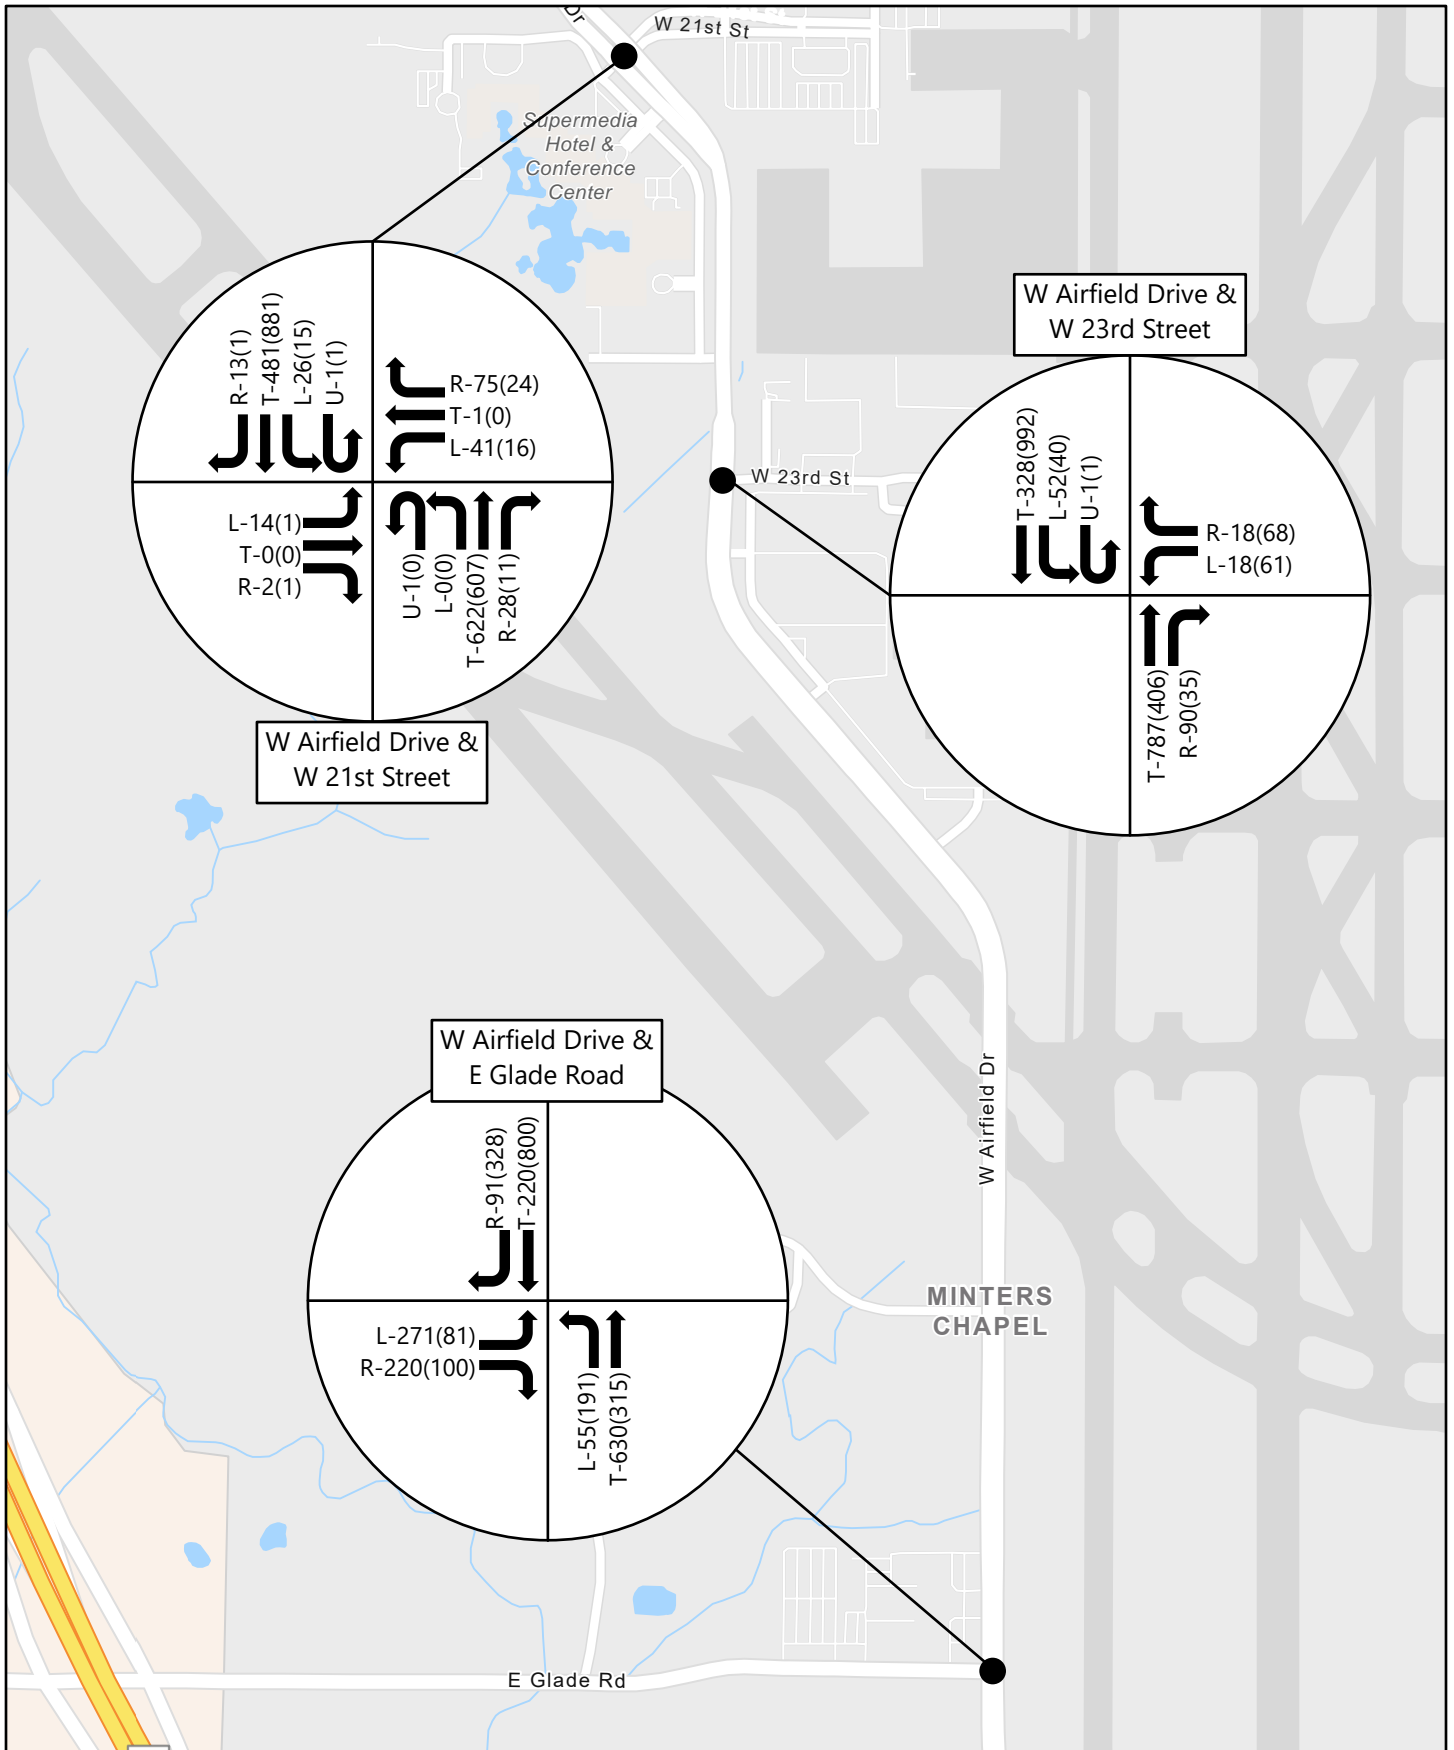 Dr
W 21st St
Supermedia
Hotel &
Conference
Center
R-13(1)
T-481(881)
L-26(15)
U-1(1)
R-75(24)
T-1(0)
L-41(16)
L-14(1)
T-0(0)
R-2(1)
U-1(0)
L-0(0)
T-622(607)
R-28(11)
W Airfield Drive &
W 21st Street
W Airfield Drive &
W 23rd Street
W 23rd St
T-328(992)
L-52(40)
U-1(1)
R-18(68)
L-18(61)
T-787(406)
R-90(35)
W Airfield Drive &
E Glade Road
R-91(328)
T-220(800)
L-271(81)
R-220(100)
L-55(191)
T-630(315)
W Airfield Dr
MINTERS
CHAPEL
E Glade Rd